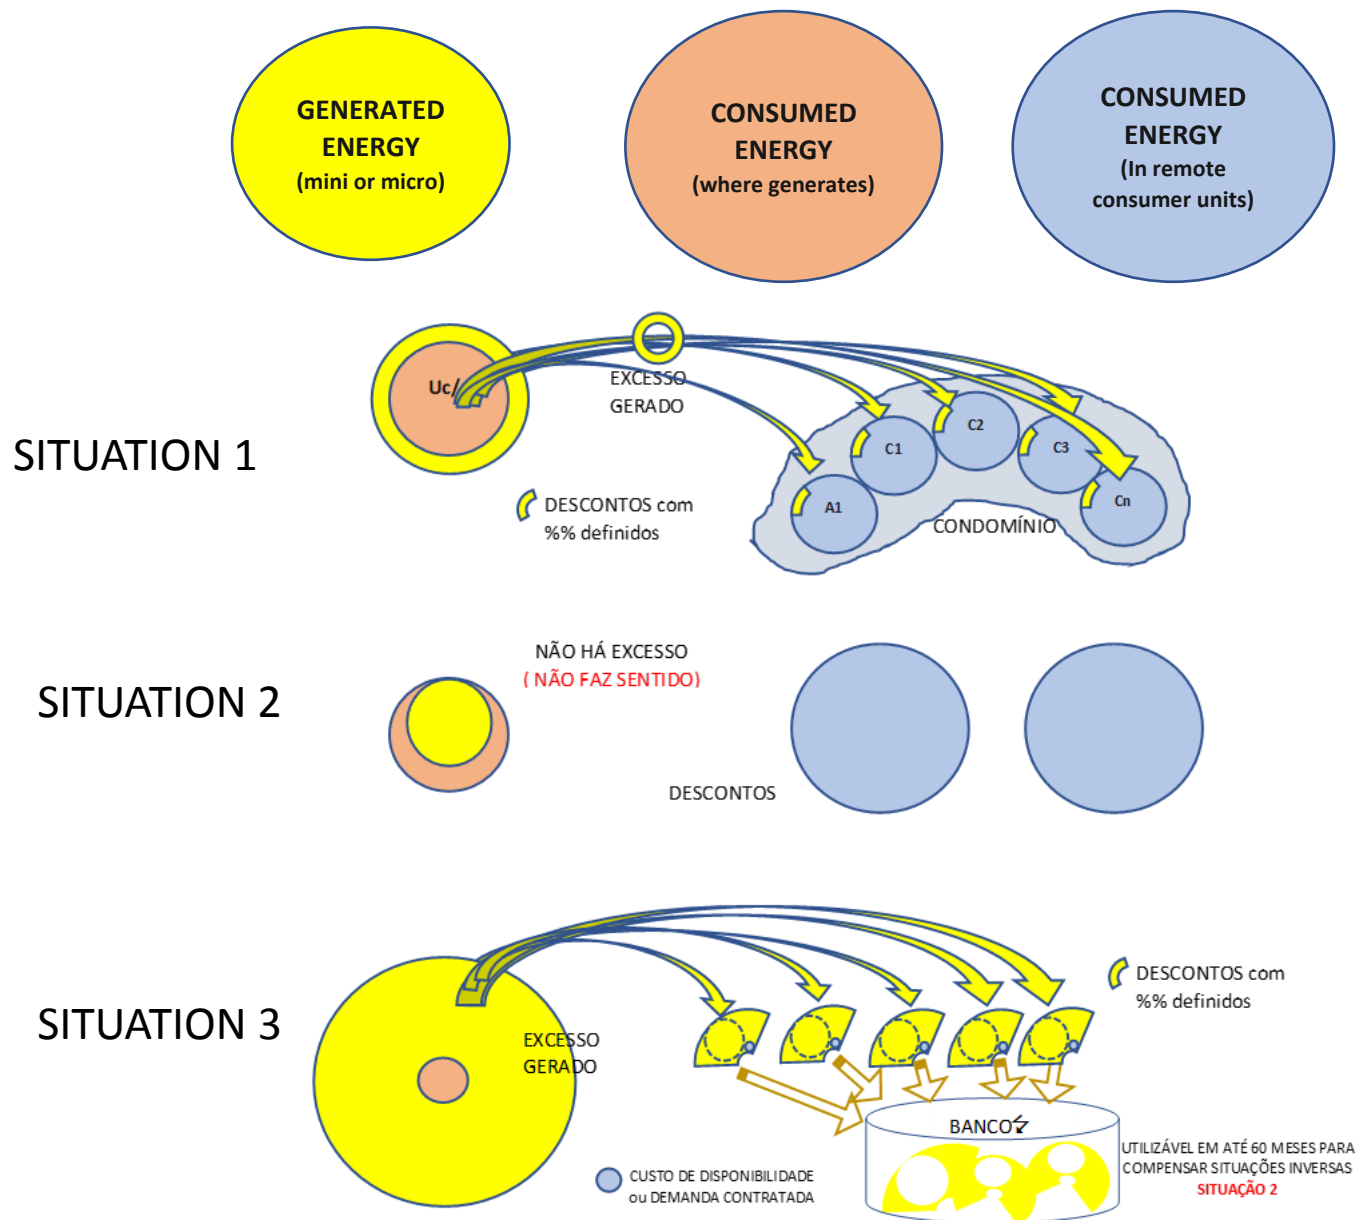 GENERATED
ENERGY
(mini or micro)
CONSUMED
ENERGY
(where generates)
CONSUMED
ENERGY
(In remote
consumer units)
SITUATION 1
Uc/
EXCESSO
GERADO
A1
C1
C2
C3
Cn
CONDOMÍNIO
DESCONTOS com
%% definidos
SITUATION 2
NÃO HÁ EXCESSO
( NÃO FAZ SENTIDO)
DESCONTOS
SITUATION 3
EXCESSO
GERADO
DESCONTOS com
%% definidos
BANCO
CUSTO DE DISPONIBILIDADE
ou DEMANDA CONTRATADA
UTILIZÁVEL EM ATÉ 60 MESES PARA
COMPENSAR SITUAÇÕES INVERSAS
SITUAÇÃO 2